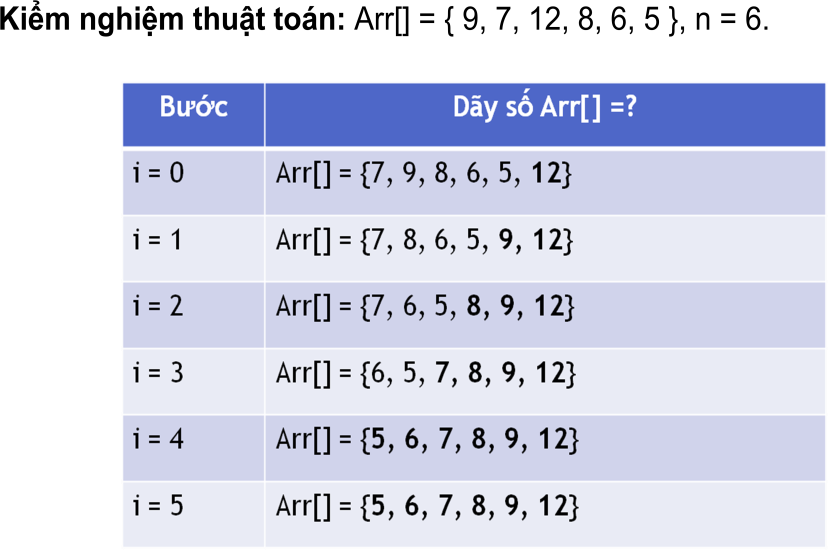 Kiểm nghiệm thuật toán: Arr[] = { 9, 7, 12, 8, 6, 5 }, n = 6.
Bước Dãy số Arr[] =?
i = 0 Arr[] = {7, 9, 8, 6, 5, 12}
i = 1 Arr[] = {7, 8, 6, 5, 9, 12}
i = 2 Arr[] = {7, 6, 5, 8, 9, 12}
i = 3 Arr[] = {6, 5, 7, 8, 9, 12}
i = 4 Arr[] = {5, 6, 7, 8, 9, 12}
i = 5 Arr[] = {5, 6, 7, 8, 9, 12}